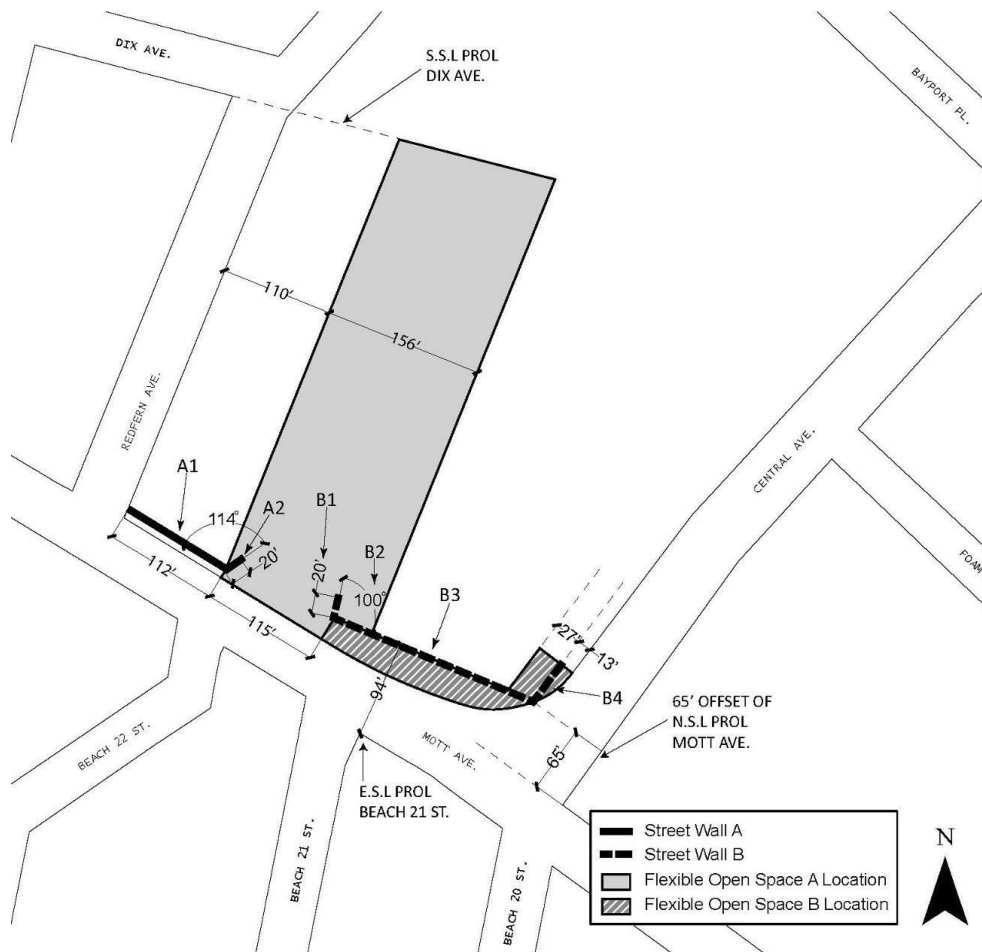 DIX AVE.
S.S.L PROL
DIX AVE.
BAYPORT PL.
110'
156'
REDFERN AVE.
CENTRAL AVE.
A1
114°
A2
20'
B1
20'
B2
100°
B3
FOAM
112'
115'
27'
13'
B4
94'
65'
65' OFFSET OF
N.S.L PROL
MOTT AVE.
BEACH 22 ST.
MOTT AVE.
E.S.L PROL
BEACH 21 ST.
BEACH 21 ST.
BEACH 20 ST.
Street Wall A
Street Wall B
Flexible Open Space A Location
Flexible Open Space B Location
N